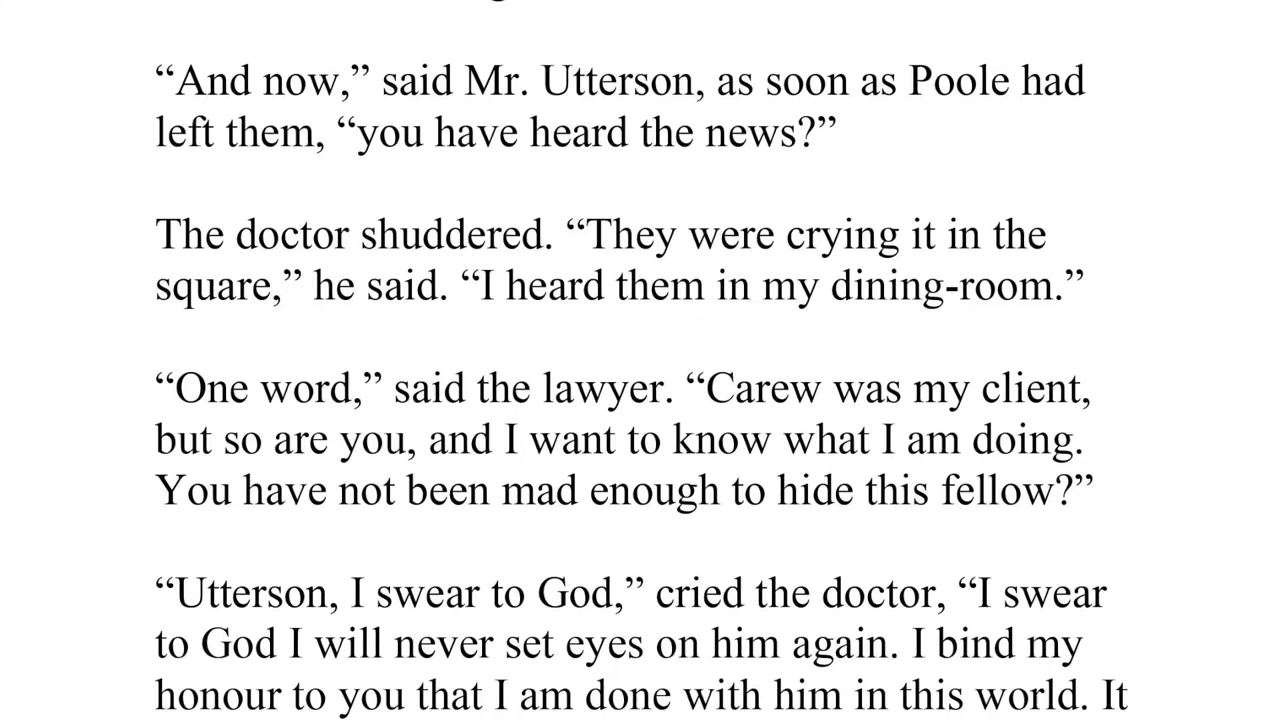 “And now,” said Mr. Utterson, as soon as Poole had
left them, “you have heard the news?”
The doctor shuddered. “They were crying it in the
square,” he said. “I heard them in my dining-room.”
“One word,” said the lawyer. “Carew was my client,
but so are you, and I want to know what I am doing.
You have not been mad enough to hide this fellow?”
“Utterson, I swear to God,” cried the doctor, “I swear
to God I will never set eyes on him again. I bind my
honour to you that I am done with him in this world. It